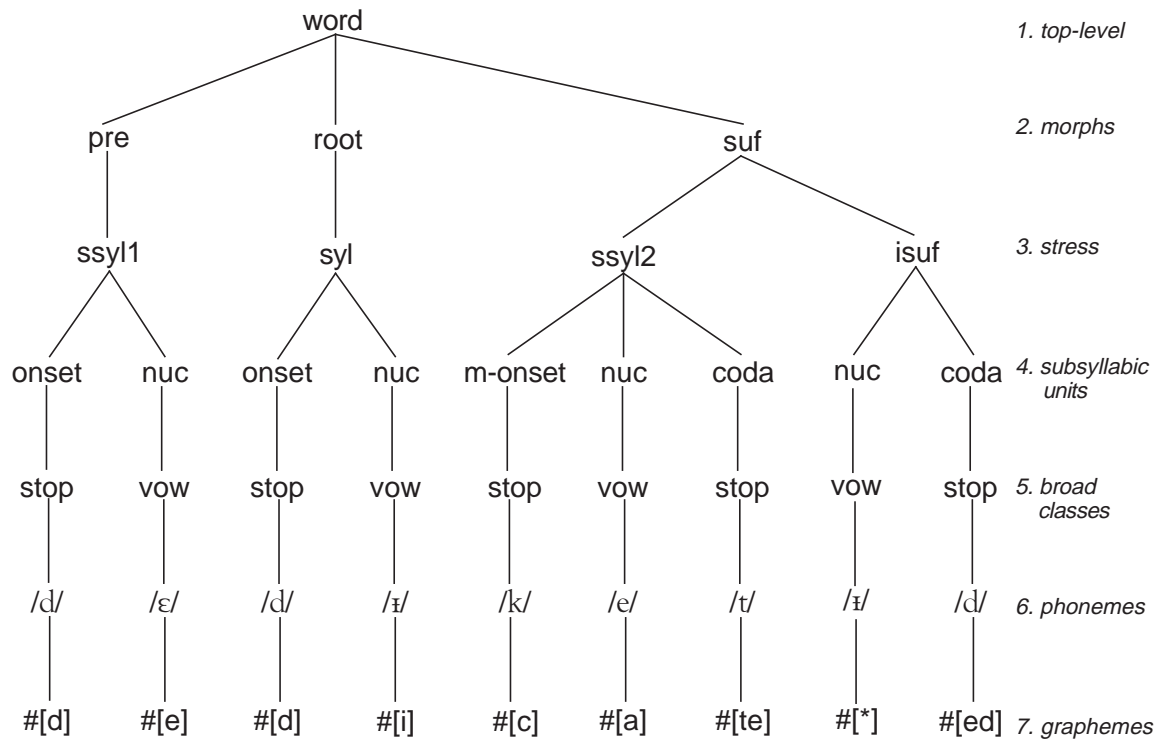 word 1. top-level
pre root suf 2. morphs
ssyl1 syl ssyl2 isuf 3. stress
onset nuc onset nuc m-onset nuc coda nuc coda 4. subsyllabic
units
stop vow stop vow stop vow stop vow stop 5. broad
classes
/d/ /ɛ/ /d/ /ᵻ/ /k/ /e/ /t/ /ᵻ/ /d/ 6. phonemes
#[d] #[e] #[d] #[i] #[c] #[a] #[te] #[*] #[ed] 7. graphemes